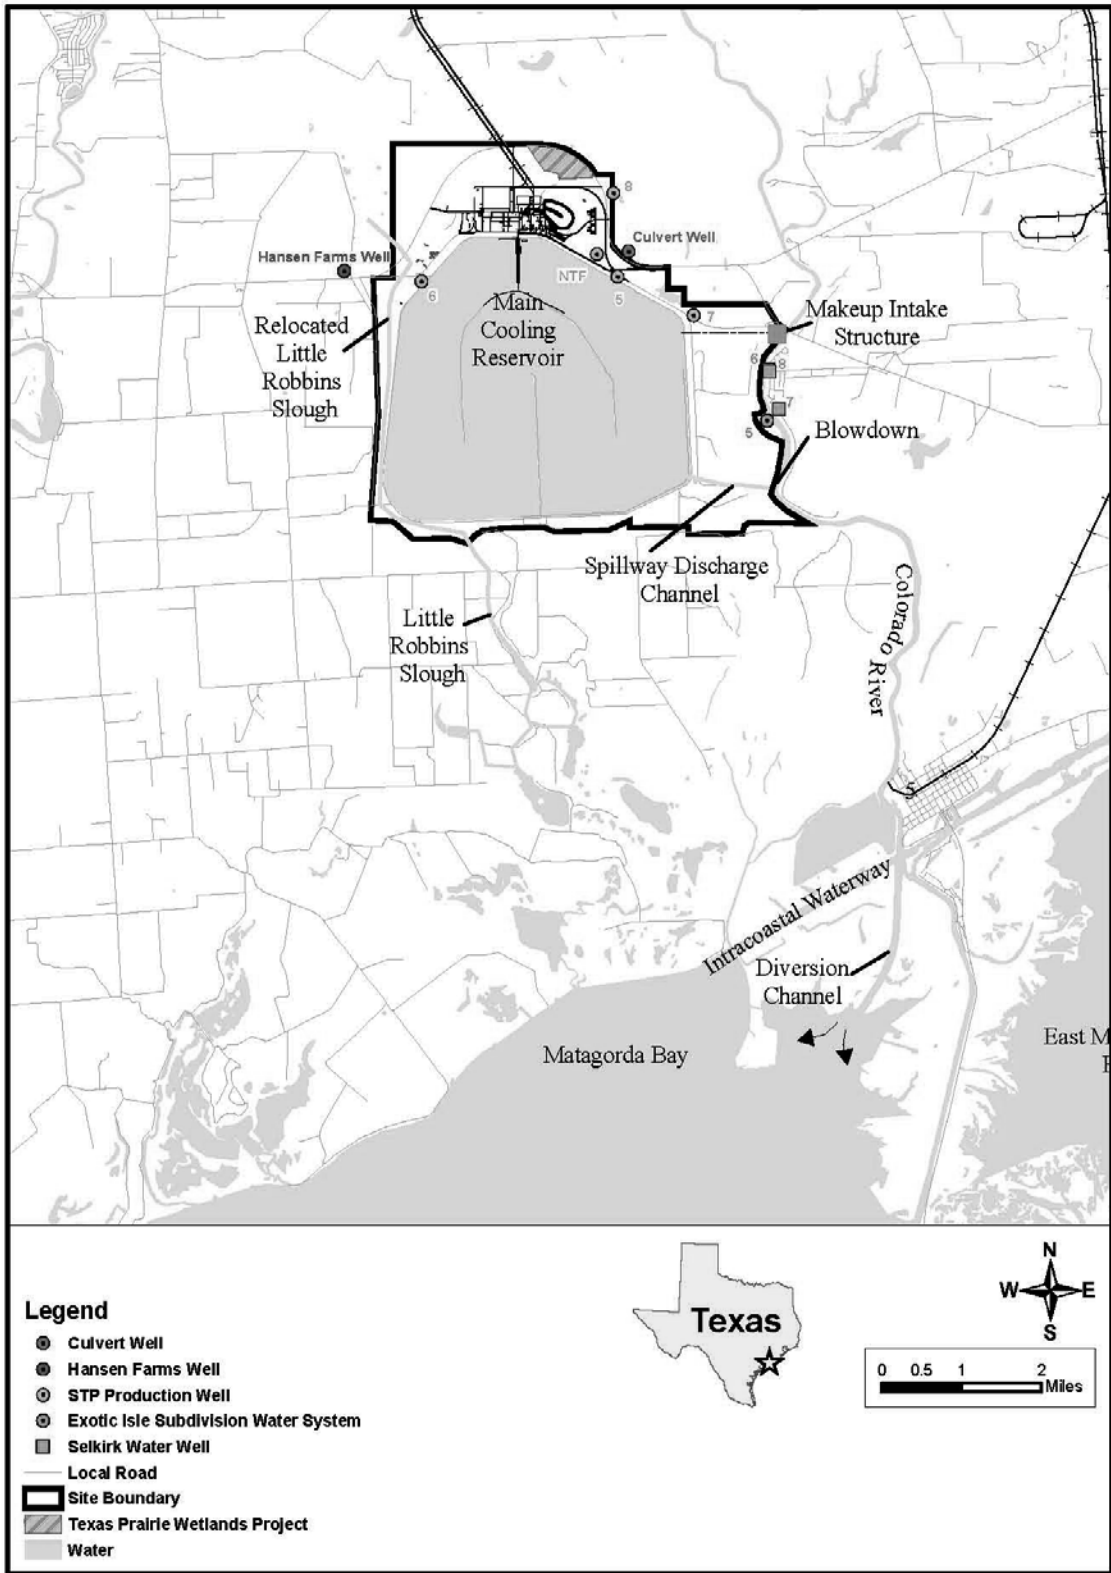 8
Culvert Well
Hansen Farms Well
NTF
5
6
7
Main
Cooling
Reservoir
Relocated
Little
Robbins
Slough
Makeup Intake
Structure
6
8
7
5
Blowdown
Spillway Discharge
Channel
Little
Robbins
Slough
Colorado River
5
Intracoastal Waterway
Diversion
Channel
Matagorda Bay
East M
Legend
Culvert Well
Hansen Farms Well
STP Production Well
Exotic Isle Subdivision Water System
Selkirk Water Well
Local Road
Site Boundary
Texas Prairie Wetlands Project
Water
Texas
N
W E
S
0 0.5 1 2
Miles